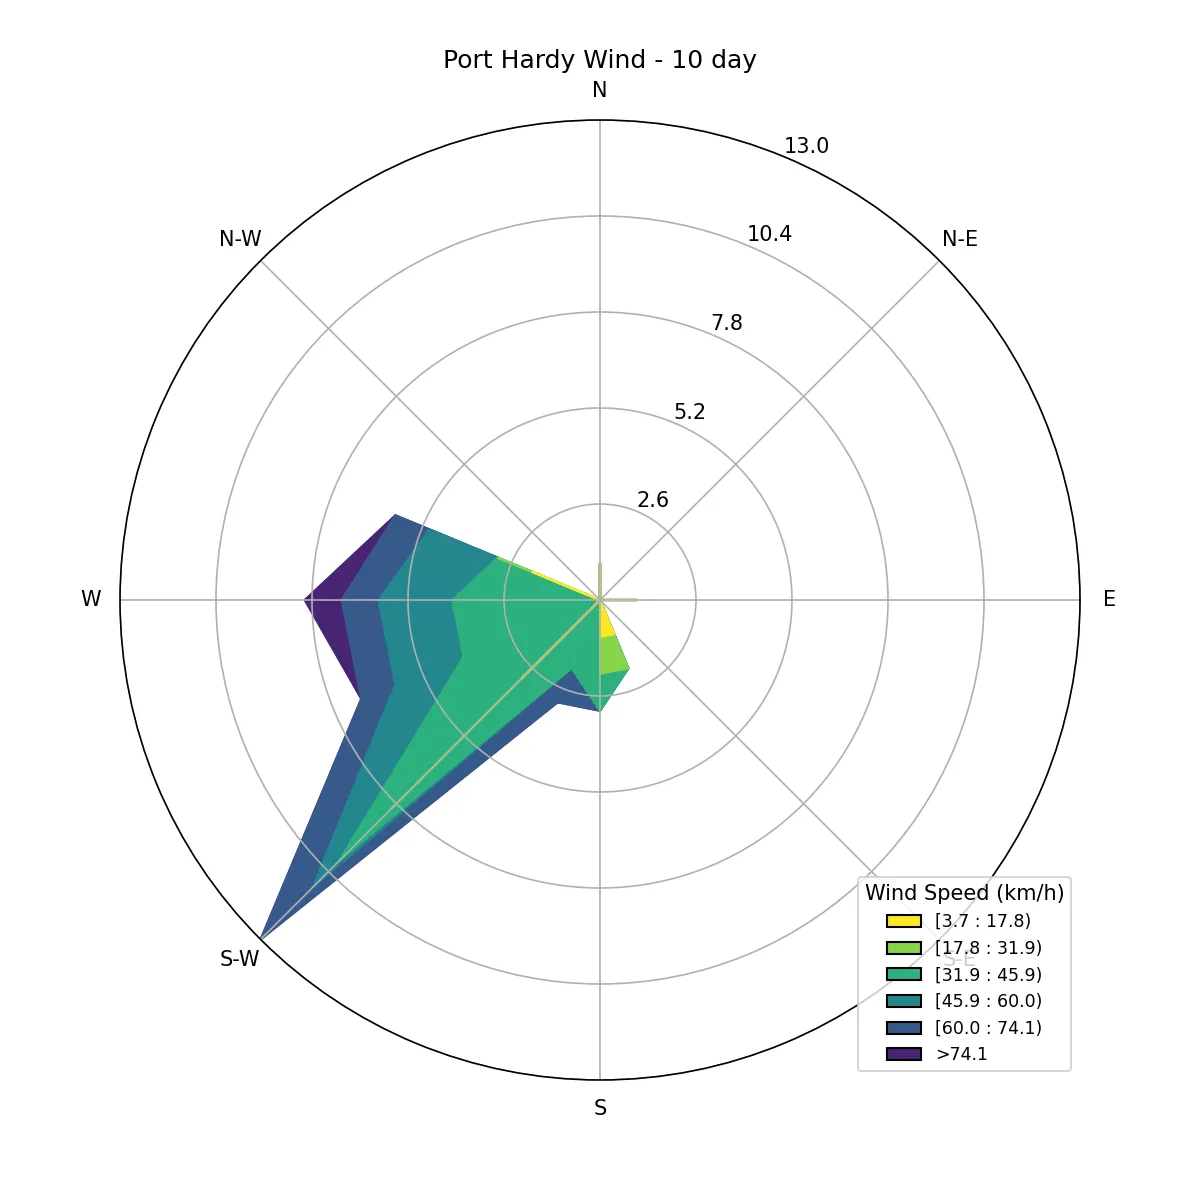 Port Hardy Wind - 10 day
N
13.0
10.4
N-W
N-E
7.8
5.2
2.6
W
E
Wind Speed (km/h)
[3.7 : 17.8)
[17.8 : 31.9)
S-W
S-E
[31.9 : 45.9)
[45.9 : 60.0)
[60.0 : 74.1)
>74.1
S